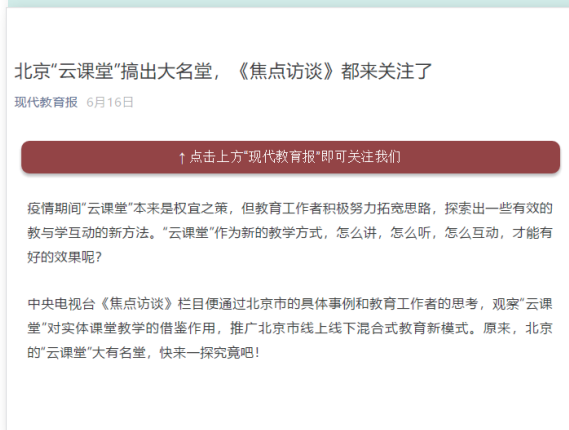 北京“云课堂”搞出大名堂，《焦点访谈》都来关注了
现代教育报 6月16日
↑点击上方“现代教育报”即可关注我们
疫情期间“云课堂”本来是权宜之策，但教育工作者积极努力拓宽思路，探索出一些有效的
教与学互动的新方法。“云课堂”作为新的教学方式，怎么讲，怎么听，怎么互动，才能有
好的效果呢？
中央电视台《焦点访谈》栏目便通过北京市的具体事例和教育工作者的思考，观察“云课
堂”对实体课堂教学的借鉴作用，推广北京市线上线下混合式教育新模式。原来，北京
的“云课堂”大有名堂，快来一探究竟吧！